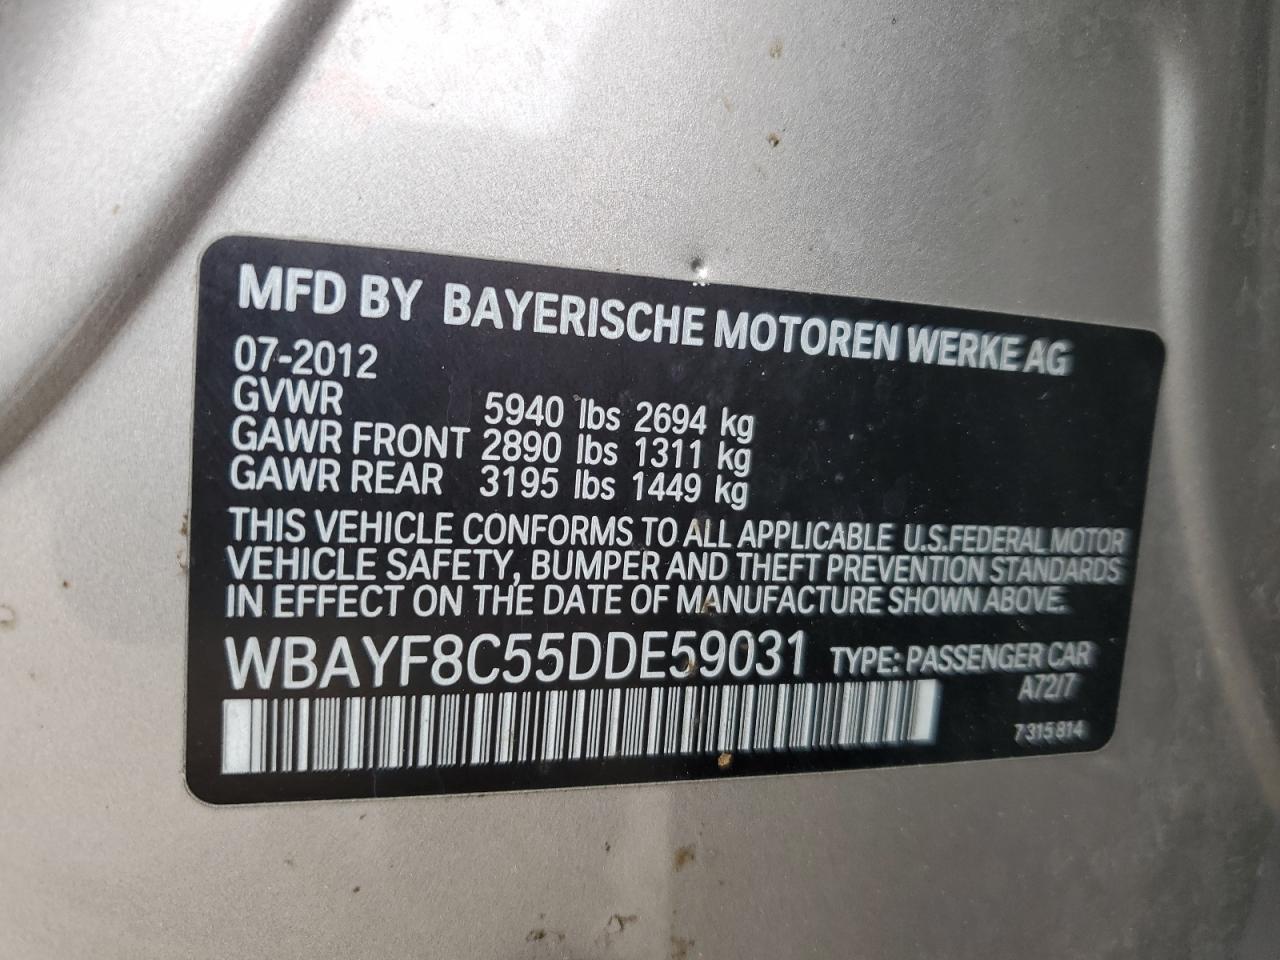 MFD BY BAYERISCHE MOTOREN WERKE AG
07-2012
GVWR 5940 lbs 2694 kg
GAWR FRONT 2890 lbs 1311 kg
GAWR REAR 3195 lbs 1449 kg
THIS VEHICLE CONFORMS TO ALL APPLICABLE U.S.FEDERAL MOTOR
VEHICLE SAFETY, BUMPER AND THEFT PREVENTION STANDARDS
IN EFFECT ON THE DATE OF MANUFACTURE SHOWN ABOVE.
WBAYF8C55DDE59031 TYPE: PASSENGER CAR
A72/7
7 315 814